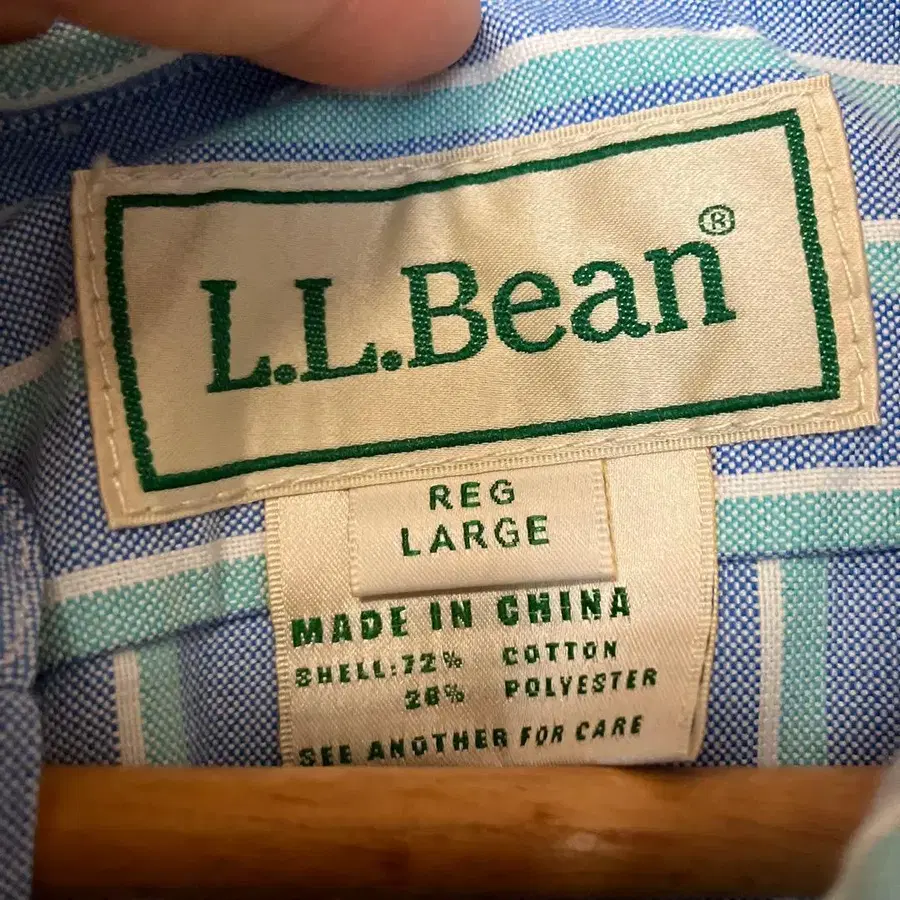 L.L.Bean®
REG
LARGE
MADE IN CHINA
SHELL:72% COTTON
28% POLYESTER
SEE ANOTHER FOR CARE